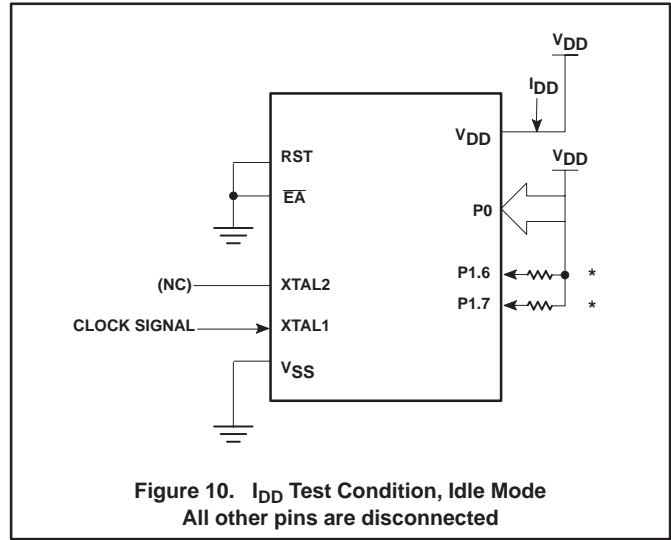 VDD
IDD
VDD
VDD
RST
EA
P0
P1.6 *
(NC) XTAL2
P1.7 *
CLOCK SIGNAL XTAL1
VSS
Figure 10. IDD Test Condition, Idle Mode
All other pins are disconnected